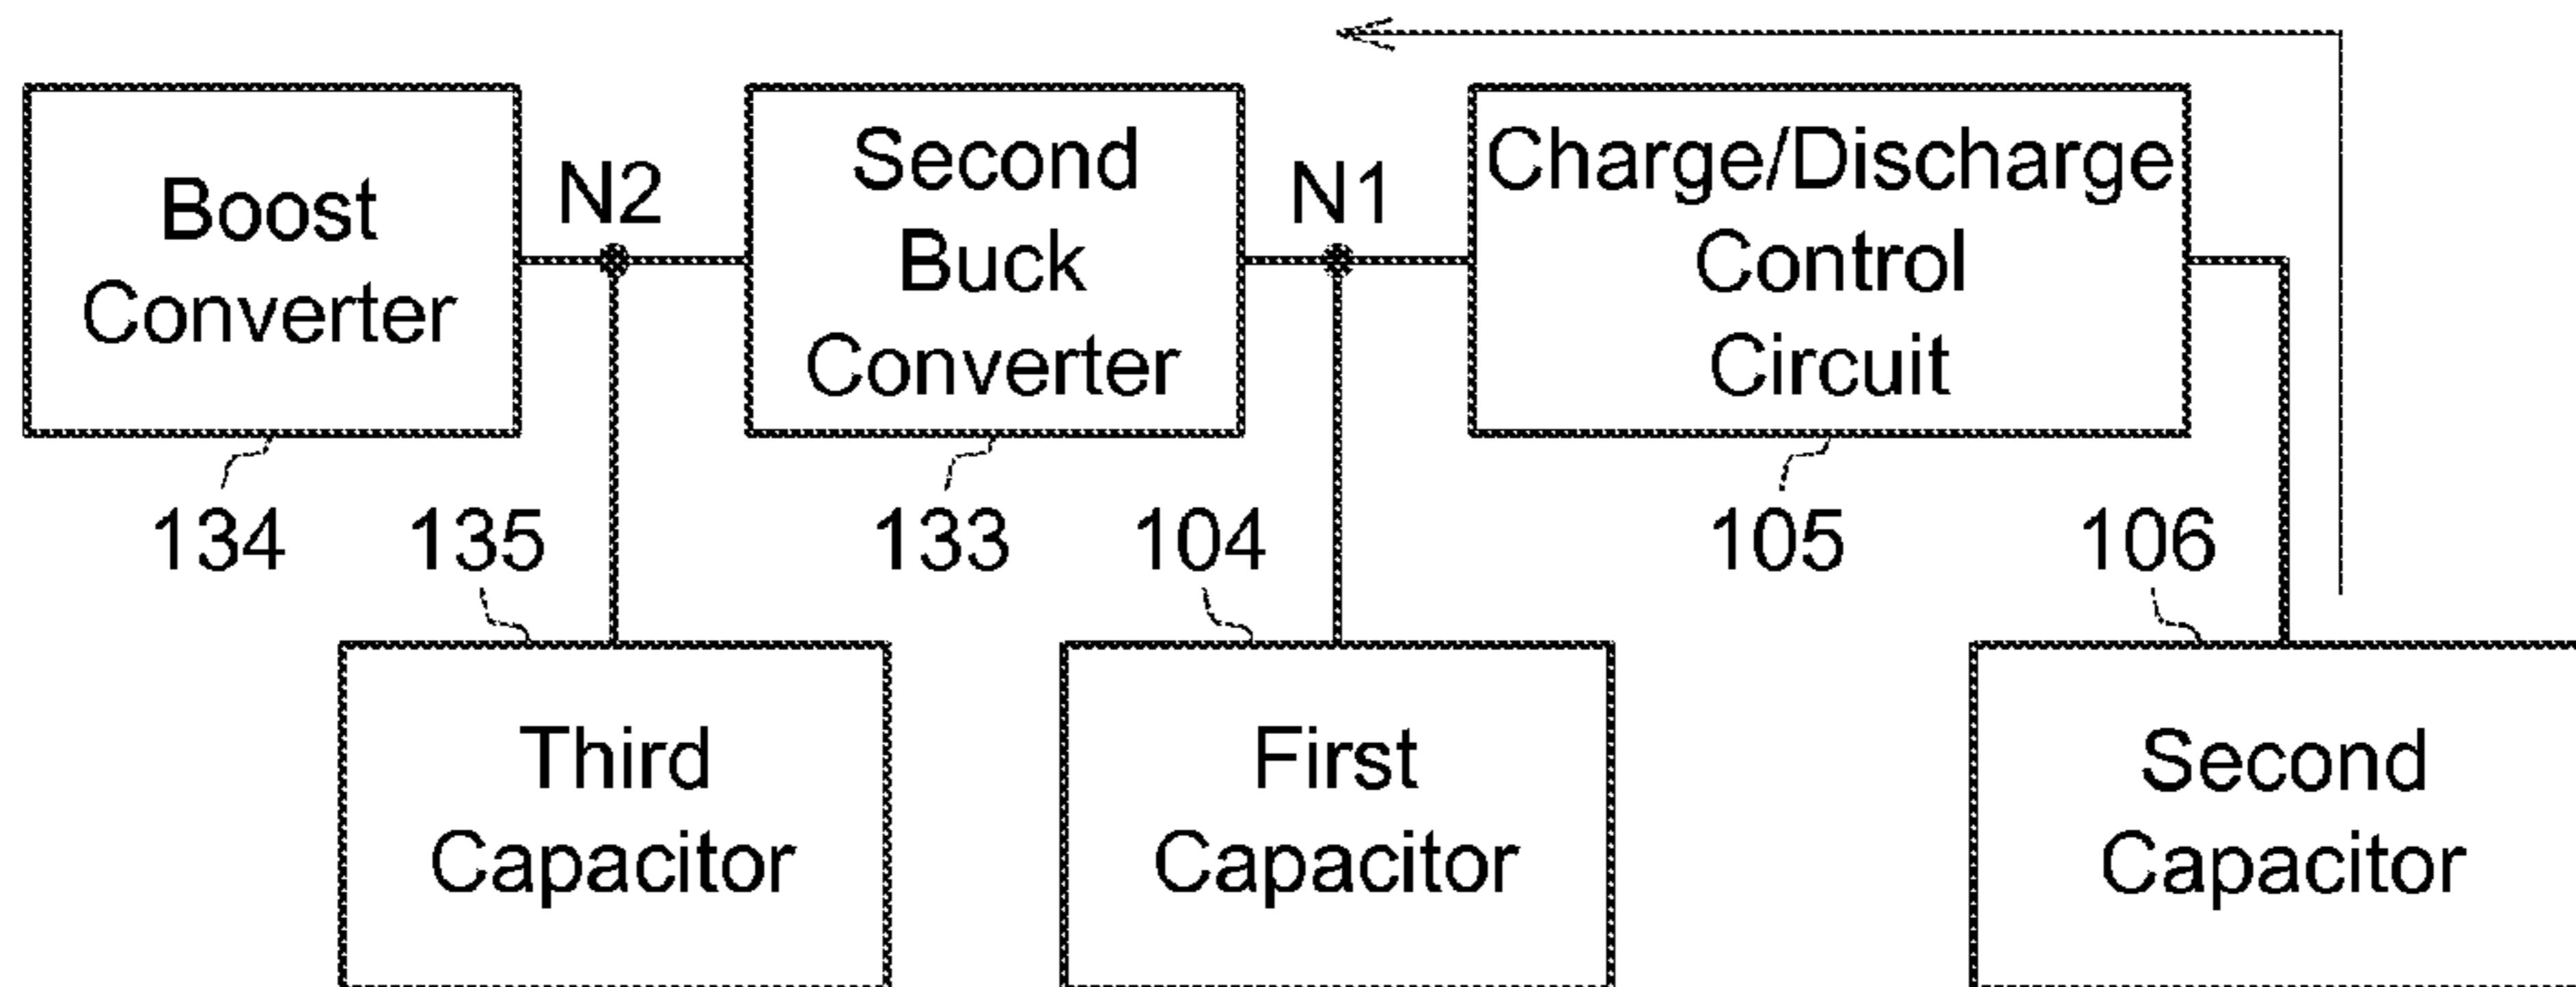 Boost
Converter
N2
Second
Buck
Converter
N1
Charge/Discharge
Control
Circuit
134
135
133
104
105
106
Third
Capacitor
First
Capacitor
Second
Capacitor